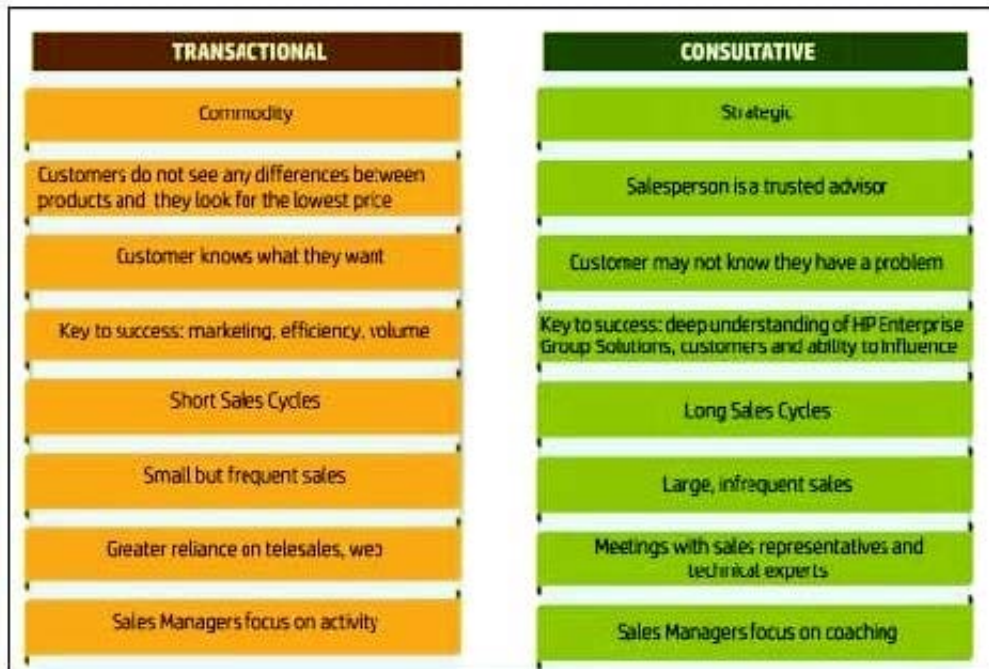 TRANSACTIONAL
Commodity
Customers do not see any differences between
products and they look for the lowest price
Customer knows what they want
Key to success: marketing, efficiency, volume
Short Sales Cycles
Small but frequent sales
Greater reliance on telesales, web
Sales Managers focus on activity
CONSULTATIVE
Strategic
Salesperson is a trusted advisor
Customer may not know they have a problem
Key to success: deep understanding of HP Enterprise
Group Solutions, customers and ability to influence
Long Sales Cycles
Large, infrequent sales
Meetings with sales representatives and
technical experts
Sales Managers focus on coaching